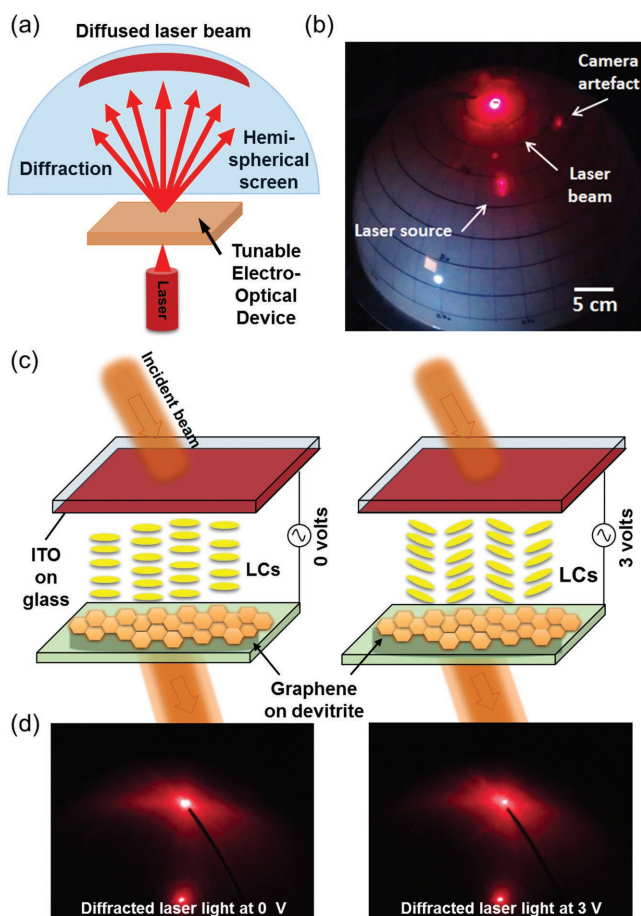 (a)
Diffused laser beam
Diffraction
Hemi-
spherical
screen
Laser
Tunable
Electro-
Optical
Device
(b)
Camera
artefact
Laser
beam
Laser source
5 cm
(c)
Incident beam
ITO
on
glass
LCs
0 volts
LCs
3 volts
Graphene
on devitrite
(d)
Diffracted laser light at 0 V
Diffracted laser light at 3 V